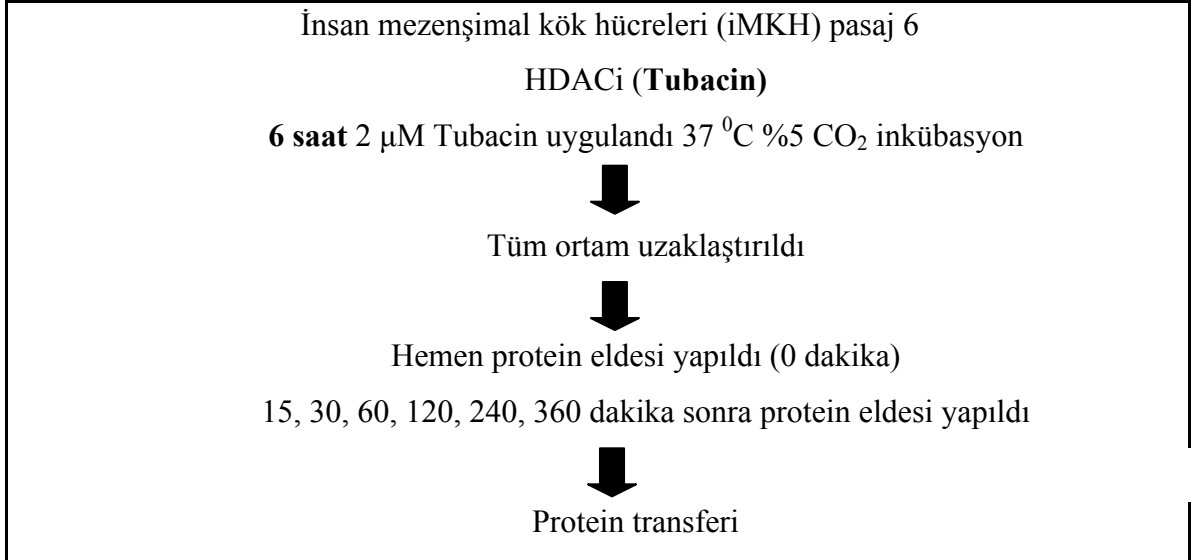 İnsan mezenşimal kök hücreleri (iMKH) pasaj 6
HDACi (Tubacin)
6 saat 2 μM Tubacin uygulandı 37 ⁰C %5 CO₂ inkübasyon
Tüm ortam uzaklaştırıldı
Hemen protein eldesi yapıldı (0 dakika)
15, 30, 60, 120, 240, 360 dakika sonra protein eldesi yapıldı
Protein transferi